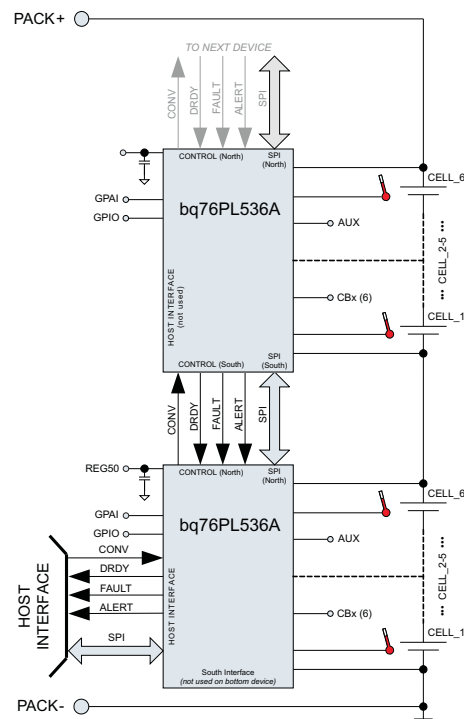 PACK+
TO NEXT DEVICE
CONV
DRDY
FAULT
ALERT
SPI
CONTROL (North)
SPI
(North)
GPAI
GPIO
bq76PL536A
HOST INTERFACE
(not used)
CELL_6
AUX
... CELL_2-5 ...
CBx (6)
CELL_1
CONTROL (South)
SPI
(South)
CONV
DRDY
FAULT
ALERT
SPI
REG50
CONTROL (North)
SPI
(North)
GPAI
GPIO
bq76PL536A
CELL_6
AUX
... CELL_2-5 ...
HOST
INTERFACE
CONV
DRDY
FAULT
ALERT
SPI
HOST INTERFACE
CBx (6)
CELL_1
South Interface
(not used on bottom device)
PACK-